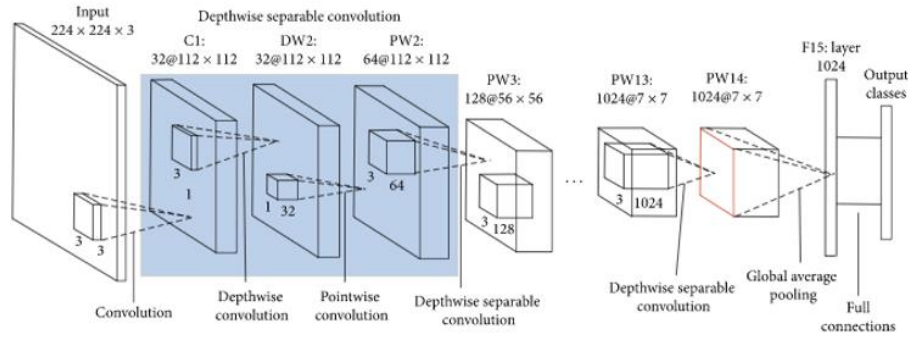 Input
224 × 224 × 3
Depthwise separable convolution
C1:
32@112 × 112
DW2:
32@112 × 112
PW2:
64@112 × 112
PW3:
128@56 × 56
PW13:
1024@7 × 7
PW14:
1024@7 × 7
F15: layer
1024
Output
classes
3
3
3
1
1
32
3
64
3
128
...
3
1024
Convolution
Depthwise
convolution
Pointwise
convolution
Depthwise separable
convolution
Depthwise separable
convolution
Global average
pooling
Full
connections